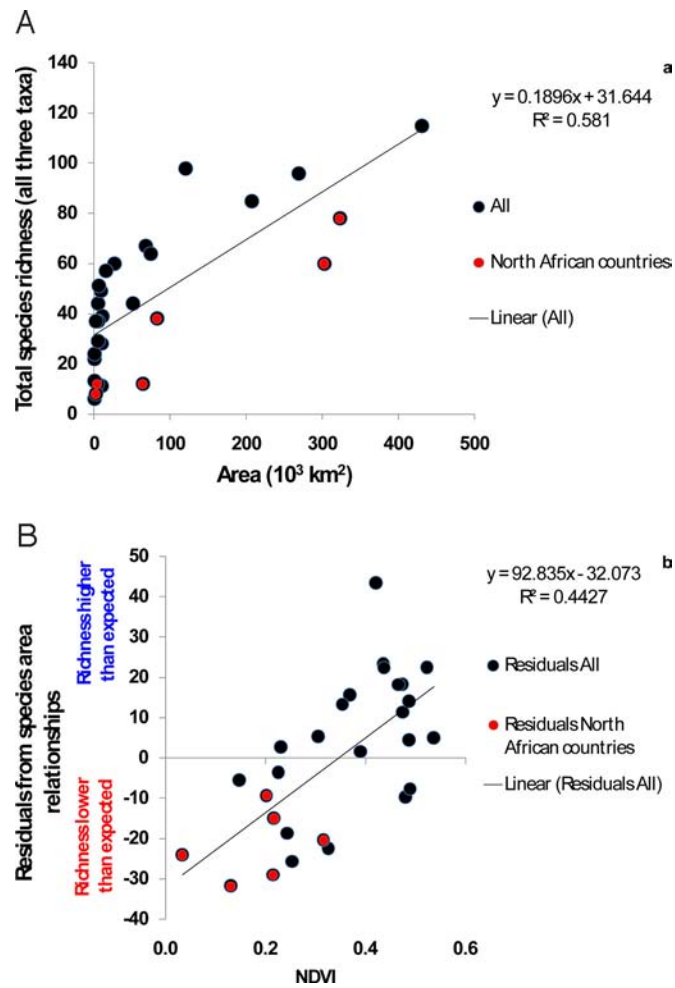 A
a
y = 0.1896x + 31.644
R² = 0.581
Total species richness (all three taxa)
140
120
100
80
60
40
20
0
0 100 200 300 400 500
Area (10³ km²)
All
North African countries
Linear (All)
B
b
y = 92.835x - 32.073
R² = 0.4427
Residuals from species area
relationships
Richness higher
than expected
Richness lower
than expected
50
40
30
20
10
0
-10
-20
-30
-40
0.0 0.2 0.4 0.6
NDVI
Residuals All
Residuals North
African countries
Linear (Residuals All)